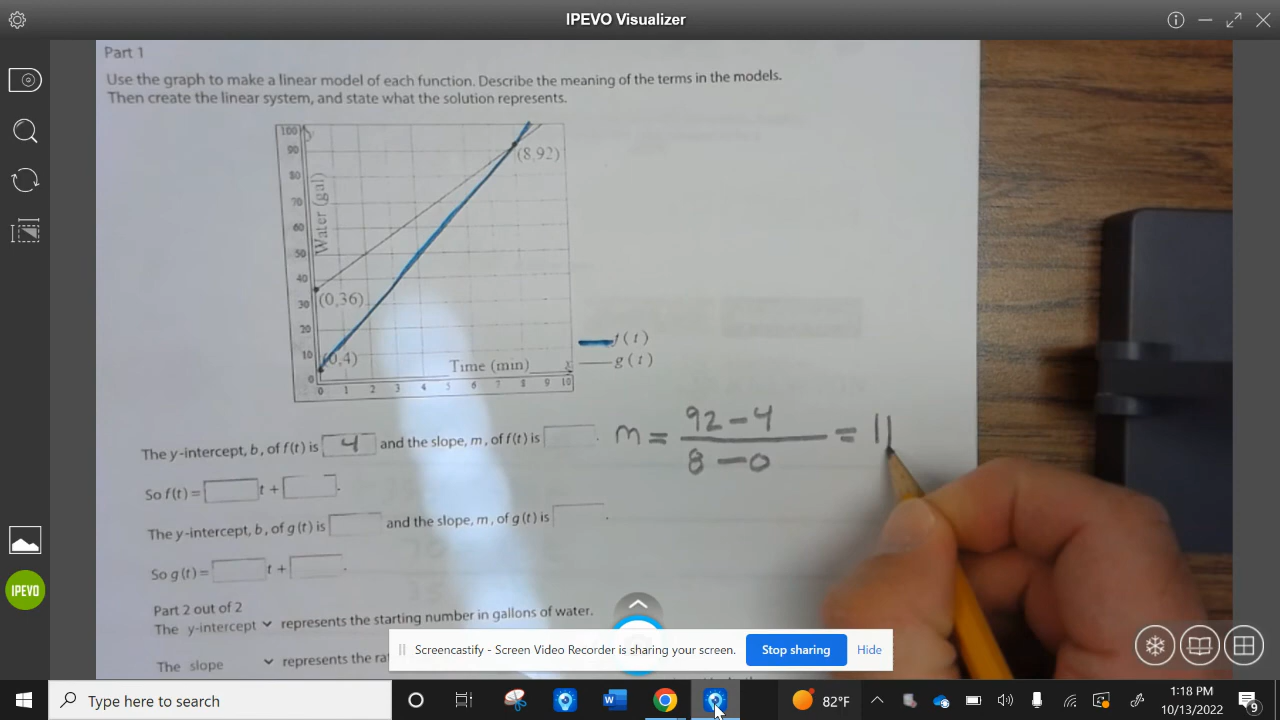 IPEVO Visualizer
Part 1
Use the graph to make a linear model of each function. Describe the meaning of the terms in the models.
Then create the linear system, and state what the solution represents.
100
90
80
70
60
50
40
30
20
10
0
Water (gal)
(8,92)
(0,36)
(0,4)
Time (min)
0 1 2 3 4 5 6 7 8 9 10
f(t)
g(t)
m = 92 - 4 = 11
8 - 0
The y-intercept, b, of f(t) is 4 and the slope, m, of f(t) is .
So f(t) = t + .
The y-intercept, b, of g(t) is and the slope, m, of g(t) is .
So g(t) = t + .
Part 2 out of 2
The y-intercept represents the starting number in gallons of water.
The slope represents the
IPEVO
Screencastify - Screen Video Recorder is sharing your screen.
Stop sharing
Hide
Type here to search
82°F
1:18 PM
10/13/2022
9